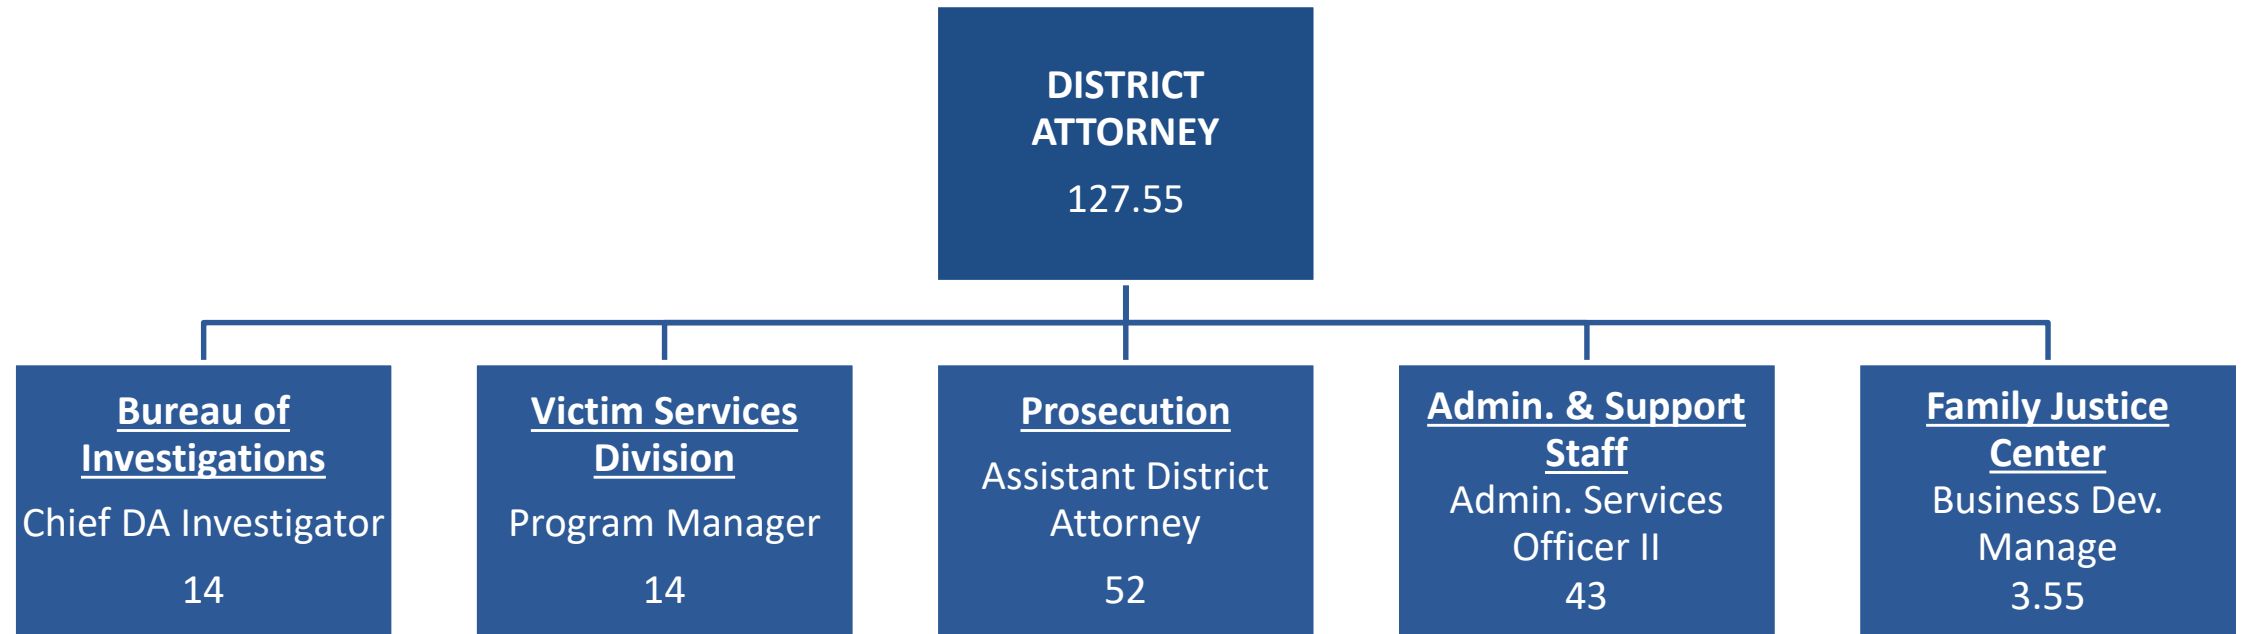 DISTRICT
ATTORNEY
127.55
Bureau of
Investigations
Chief DA Investigator
14
Victim Services
Division
Program Manager
14
Prosecution
Assistant District
Attorney
52
Admin. & Support
Staff
Admin. Services
Officer II
43
Family Justice
Center
Business Dev.
Manage
3.55